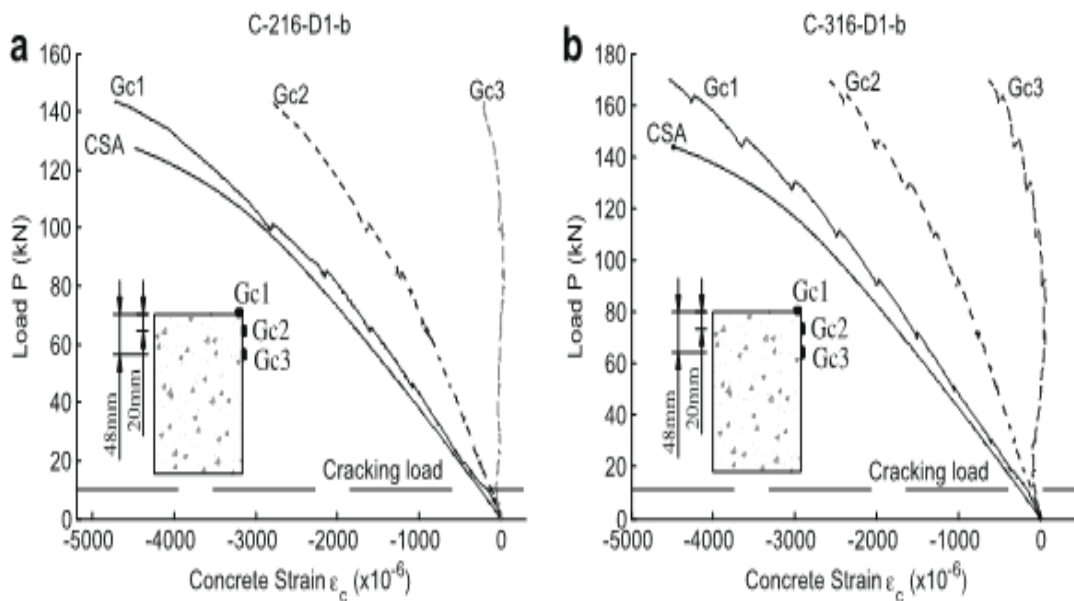 a
C-216-D1-b
160
140
120
100
80
60
40
20
0
Load P (kN)
Gc1
Gc2
Gc3
CSA
Gc1
Gc2
Gc3
48mm
20mm
Cracking load
-5000 -4000 -3000 -2000 -1000 0
Concrete Strain εc (x10-6)
b
C-316-D1-b
180
160
140
120
100
80
60
40
20
0
Load P (kN)
Gc1
Gc2
Gc3
CSA
Gc1
Gc2
Gc3
48mm
20mm
Cracking load
-5000 -4000 -3000 -2000 -1000 0
Concrete Strain εc (x10-6)